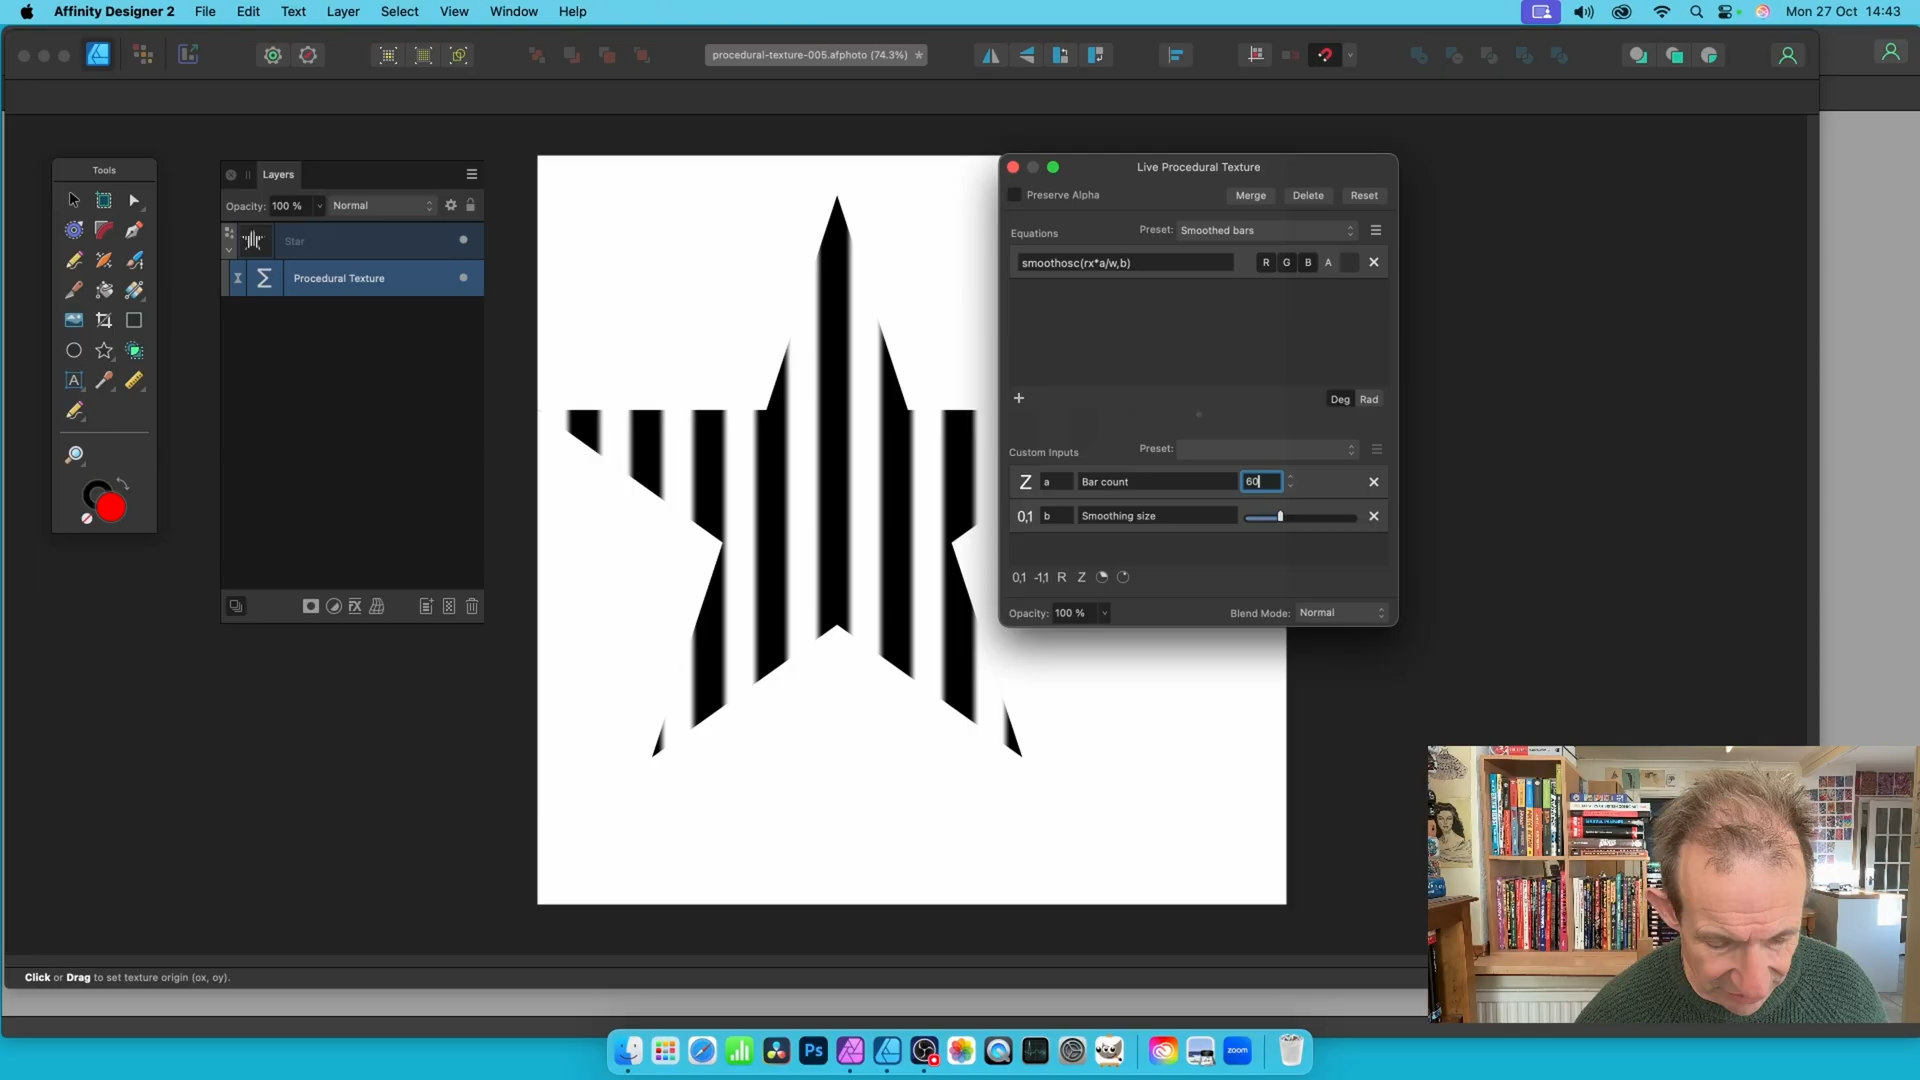 Affinity Designer 2 File Edit Text Layer Select View Window Help
Mon 27 Oct 14:43
procedural-texture-005.afphoto (74.3%) *
Tools
Layers
Opacity: 100 % Normal
Star
Procedural Texture
Live Procedural Texture
Preserve Alpha Merge Delete Reset
Equations Preset: Smoothed bars
smoothosc(rx*a/w,b) R G B A
Deg Rad
Custom Inputs Preset:
Z a Bar count 60
0,1 b Smoothing size
0,1 -1,1 R Z
Opacity: 100 % Blend Mode: Normal
Click or Drag to set texture origin (ox, oy).
Ps
zoom